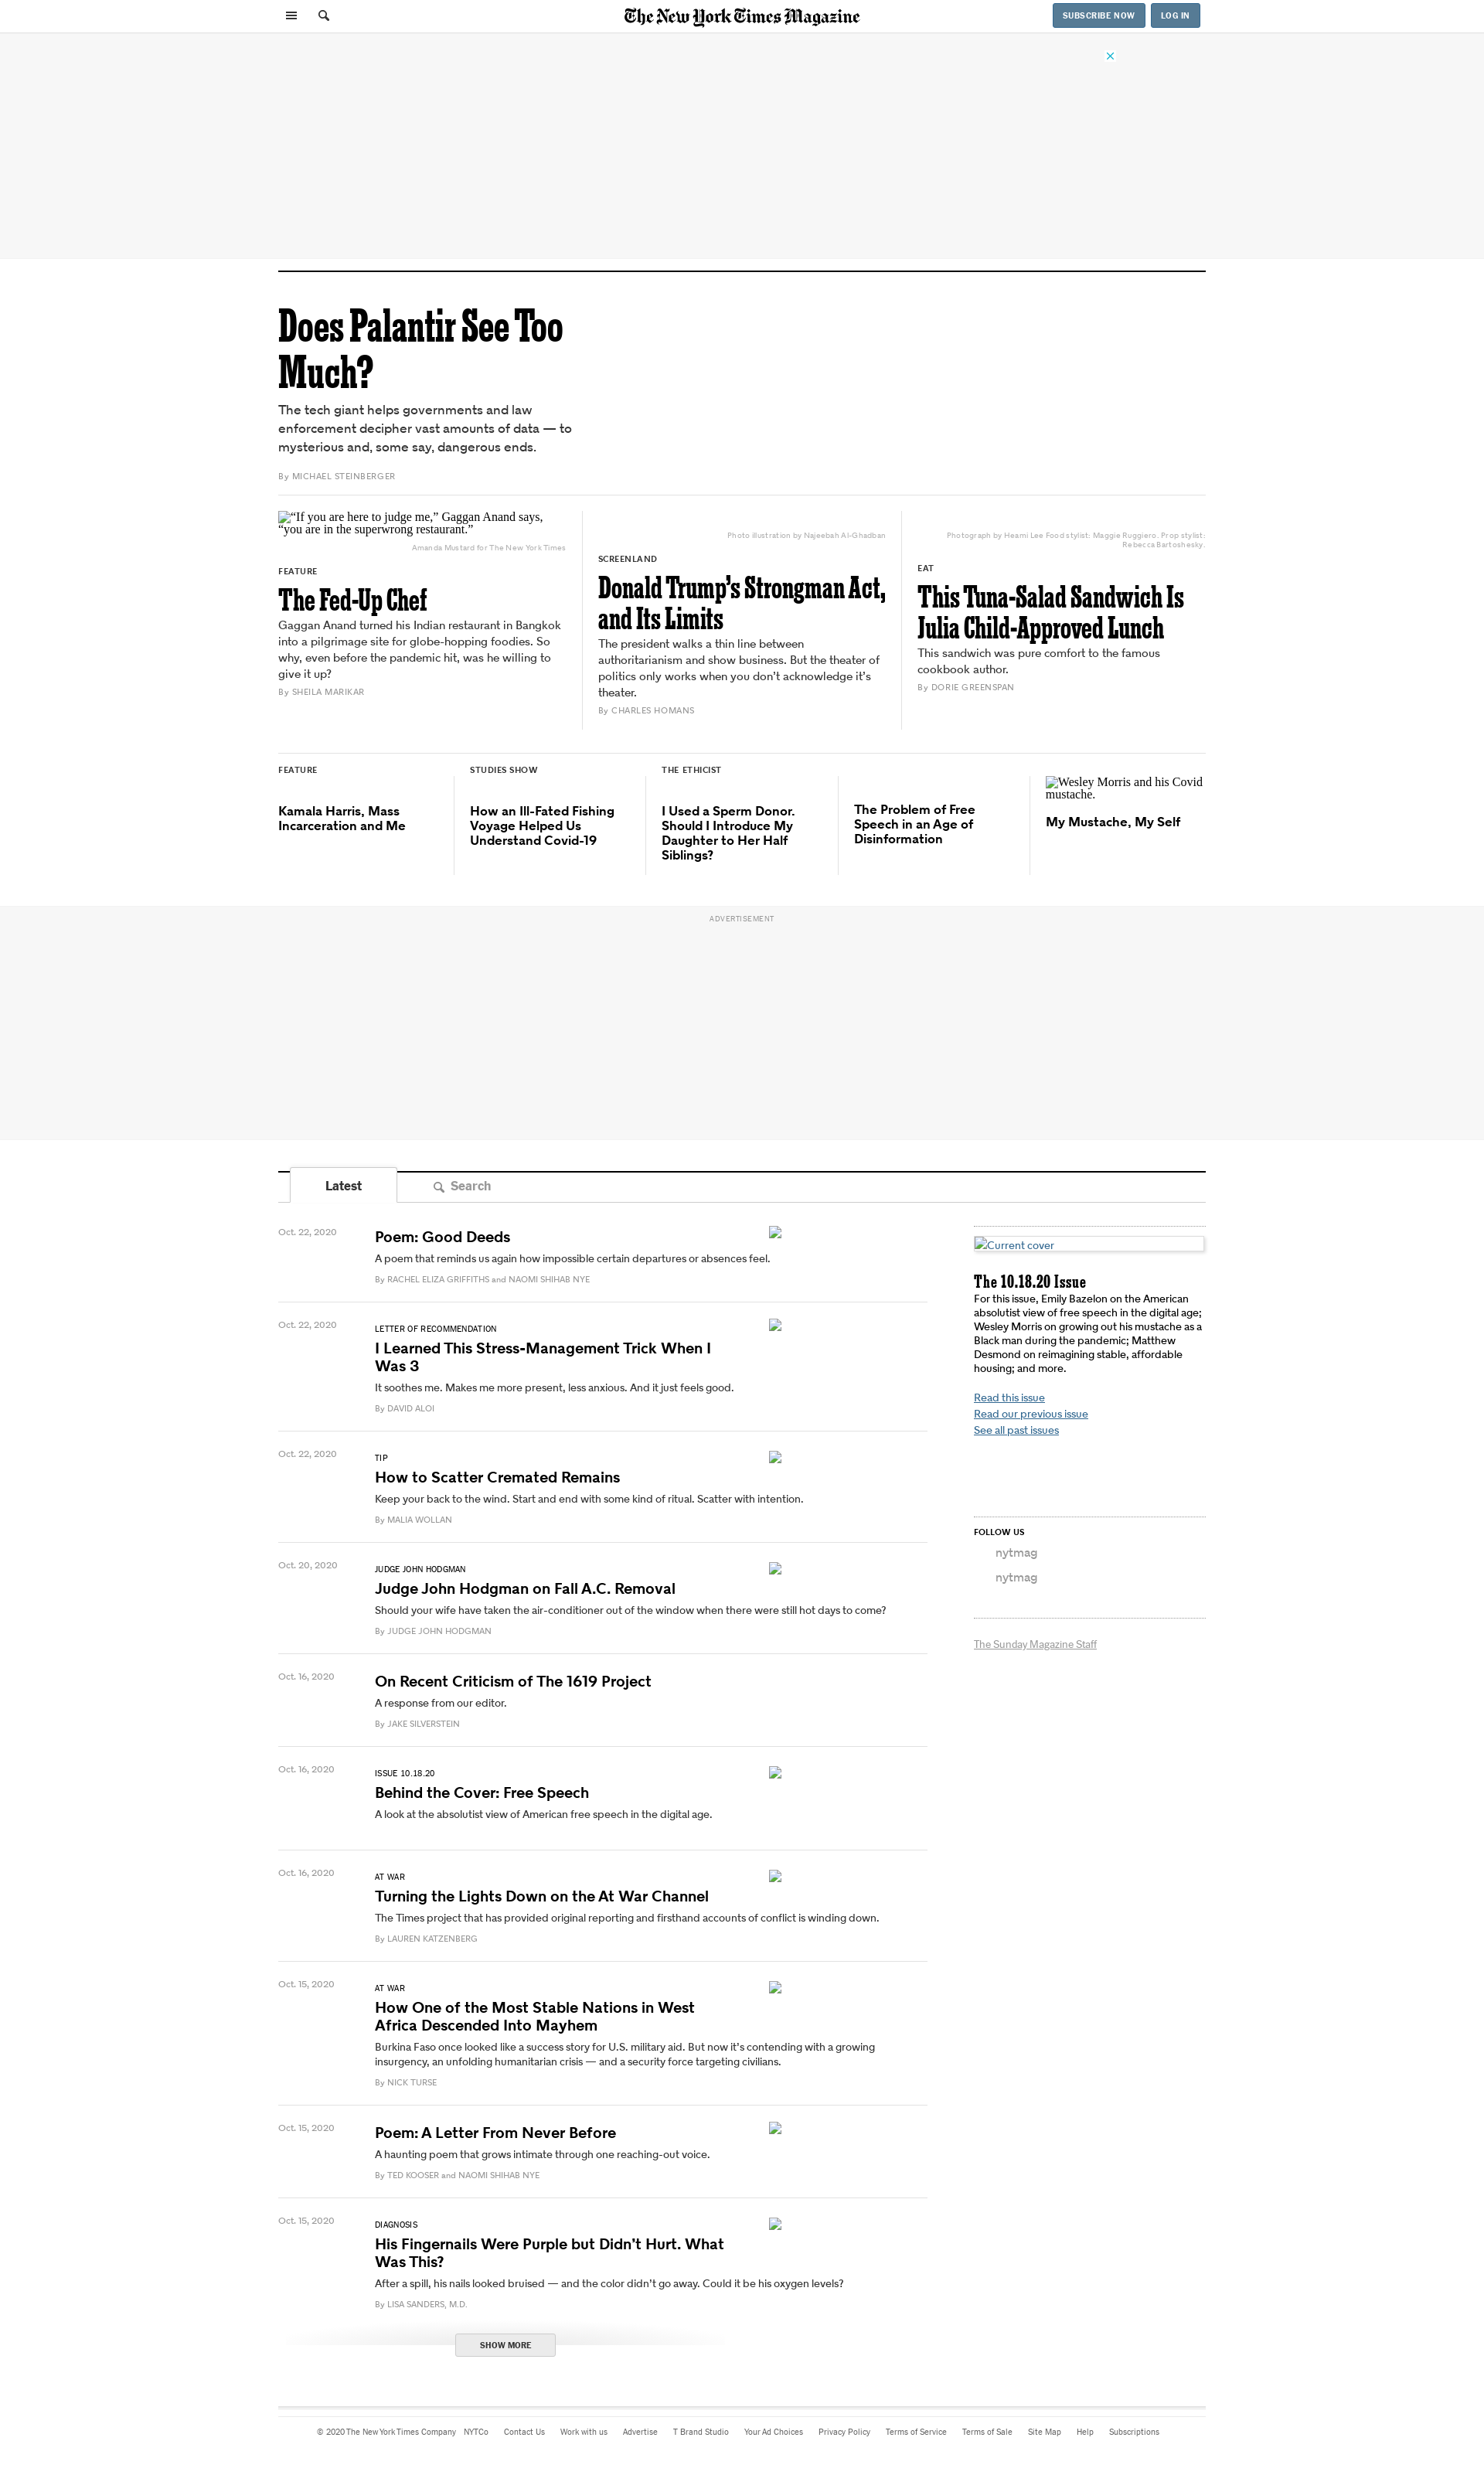 The New York Times Magazine
SUBSCRIBE NOW
LOG IN
Does Palantir See Too
Much?
The tech giant helps governments and law
enforcement decipher vast amounts of data — to
mysterious and, some say, dangerous ends.
By MICHAEL STEINBERGER
“If you are here to judge me,” Gaggan Anand says,
“you are in the superwrong restaurant.”
Amanda Mustard for The New York Times
FEATURE
The Fed-Up Chef
Gaggan Anand turned his Indian restaurant in Bangkok
into a pilgrimage site for globe-hopping foodies. So
why, even before the pandemic hit, was he willing to
give it up?
By SHEILA MARIKAR
Photo illustration by Najeebah Al-Ghadban
SCREENLAND
Donald Trump’s Strongman Act,
and Its Limits
The president walks a thin line between
authoritarianism and show business. But the theater of
politics only works when you don’t acknowledge it’s
theater.
By CHARLES HOMANS
Photograph by Heami Lee Food stylist: Maggie Ruggiero. Prop stylist:
Rebecca Bartoshesky.
EAT
This Tuna-Salad Sandwich Is
Julia Child-Approved Lunch
This sandwich was pure comfort to the famous
cookbook author.
By DORIE GREENSPAN
FEATURE
Kamala Harris, Mass
Incarceration and Me
STUDIES SHOW
How an Ill-Fated Fishing
Voyage Helped Us
Understand Covid-19
THE ETHICIST
I Used a Sperm Donor.
Should I Introduce My
Daughter to Her Half
Siblings?
The Problem of Free
Speech in an Age of
Disinformation
Wesley Morris and his Covid
mustache.
My Mustache, My Self
ADVERTISEMENT
Latest
Search
Oct. 22, 2020
Poem: Good Deeds
A poem that reminds us again how impossible certain departures or absences feel.
By RACHEL ELIZA GRIFFITHS and NAOMI SHIHAB NYE
Oct. 22, 2020
LETTER OF RECOMMENDATION
I Learned This Stress-Management Trick When I
Was 3
It soothes me. Makes me more present, less anxious. And it just feels good.
By DAVID ALOI
Oct. 22, 2020
TIP
How to Scatter Cremated Remains
Keep your back to the wind. Start and end with some kind of ritual. Scatter with intention.
By MALIA WOLLAN
Oct. 20, 2020
JUDGE JOHN HODGMAN
Judge John Hodgman on Fall A.C. Removal
Should your wife have taken the air-conditioner out of the window when there were still hot days to come?
By JUDGE JOHN HODGMAN
Oct. 16, 2020
On Recent Criticism of The 1619 Project
A response from our editor.
By JAKE SILVERSTEIN
Oct. 16, 2020
ISSUE 10.18.20
Behind the Cover: Free Speech
A look at the absolutist view of American free speech in the digital age.
Oct. 16, 2020
AT WAR
Turning the Lights Down on the At War Channel
The Times project that has provided original reporting and firsthand accounts of conflict is winding down.
By LAUREN KATZENBERG
Oct. 15, 2020
AT WAR
How One of the Most Stable Nations in West
Africa Descended Into Mayhem
Burkina Faso once looked like a success story for U.S. military aid. But now it’s contending with a growing
insurgency, an unfolding humanitarian crisis — and a security force targeting civilians.
By NICK TURSE
Oct. 15, 2020
Poem: A Letter From Never Before
A haunting poem that grows intimate through one reaching-out voice.
By TED KOOSER and NAOMI SHIHAB NYE
Oct. 15, 2020
DIAGNOSIS
His Fingernails Were Purple but Didn’t Hurt. What
Was This?
After a spill, his nails looked bruised — and the color didn’t go away. Could it be his oxygen levels?
By LISA SANDERS, M.D.
SHOW MORE
Current cover
The 10.18.20 Issue
For this issue, Emily Bazelon on the American
absolutist view of free speech in the digital age;
Wesley Morris on growing out his mustache as a
Black man during the pandemic; Matthew
Desmond on reimagining stable, affordable
housing; and more.
Read this issue
Read our previous issue
See all past issues
FOLLOW US
nytmag
nytmag
The Sunday Magazine Staff
© 2020 The New York Times Company NYTCo Contact Us Work with us Advertise T Brand Studio Your Ad Choices Privacy Policy Terms of Service Terms of Sale Site Map Help Subscriptions